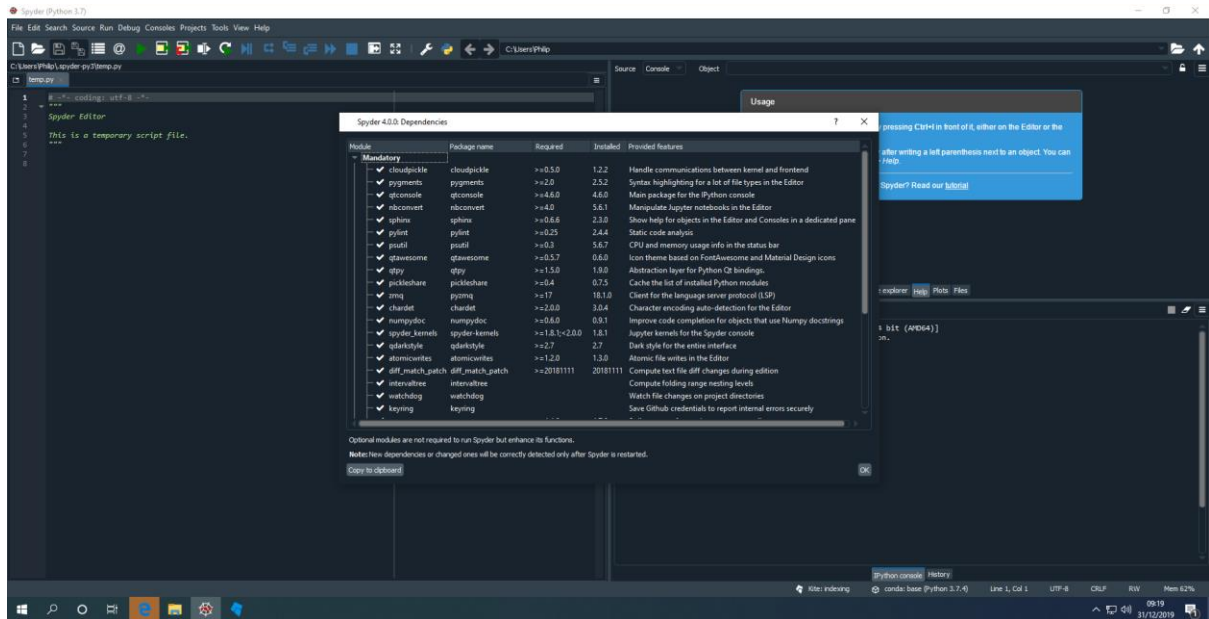 Spyder (Python 3.7)
File Edit Search Source Run Debug Consoles Projects Tools View Help
C:\Users\Philip
C:\Users\Philip\.spyder-py3\temp.py
temp.py
Source Console Object
1 # -*- coding: utf-8 -*-
2 """
3 Spyder Editor
4
5 This is a temporary script file.
6 """
7
8
Usage
pressing Ctrl+I in front of it, either on the Editor or the
after writing a left parenthesis next to an object. You can
Help.
Spyder? Read our tutorial
Spyder 4.0.0: Dependencies
Module Package name Required Installed Provided features
Mandatory
cloudpickle cloudpickle >=0.5.0 1.2.2 Handle communications between kernel and frontend
pygments pygments >=2.0 2.5.2 Syntax highlighting for a lot of file types in the Editor
qtconsole qtconsole >=4.6.0 4.6.0 Main package for the IPython console
nbconvert nbconvert >=4.0 5.6.1 Manipulate Jupyter notebooks in the Editor
sphinx sphinx >=0.6.6 2.3.0 Show help for objects in the Editor and Consoles in a dedicated pane
pylint pylint >=0.25 2.4.4 Static code analysis
psutil psutil >=0.3 5.6.7 CPU and memory usage info in the status bar
qtawesome qtawesome >=0.5.7 0.6.0 Icon theme based on FontAwesome and Material Design icons
qtpy qtpy >=1.5.0 1.9.0 Abstraction layer for Python Qt bindings.
pickleshare pickleshare >=0.4 0.7.5 Cache the list of installed Python modules
zmq pyzmq >=17 18.1.0 Client for the language server protocol (LSP)
chardet chardet >=2.0.0 3.0.4 Character encoding auto-detection for the Editor
numpydoc numpydoc >=0.6.0 0.9.1 Improve code completion for objects that use Numpy docstrings
spyder_kernels spyder-kernels >=1.8.1;<2.0.0 1.8.1 Jupyter kernels for the Spyder console
qdarkstyle qdarkstyle >=2.7 2.7 Dark style for the entire interface
atomicwrites atomicwrites >=1.2.0 1.3.0 Atomic file writes in the Editor
diff_match_patch diff_match_patch >=20181111 20181111 Compute text file diff changes during edition
intervaltree intervaltree Compute folding range nesting levels
watchdog watchdog Watch file changes on project directories
keyring keyring Save Github credentials to report internal errors securely
Optional modules are not required to run Spyder but enhance its functions.
Note: New dependencies or changed ones will be correctly detected only after Spyder is restarted.
Copy to clipboard OK
explorer Help Plots Files
bit (AMD64)]
on.
IPython console History
Kite: indexing conda: base (Python 3.7.4) Line 1, Col 1 UTF-8 CRLF RW Mem 62%
09:19
31/12/2019